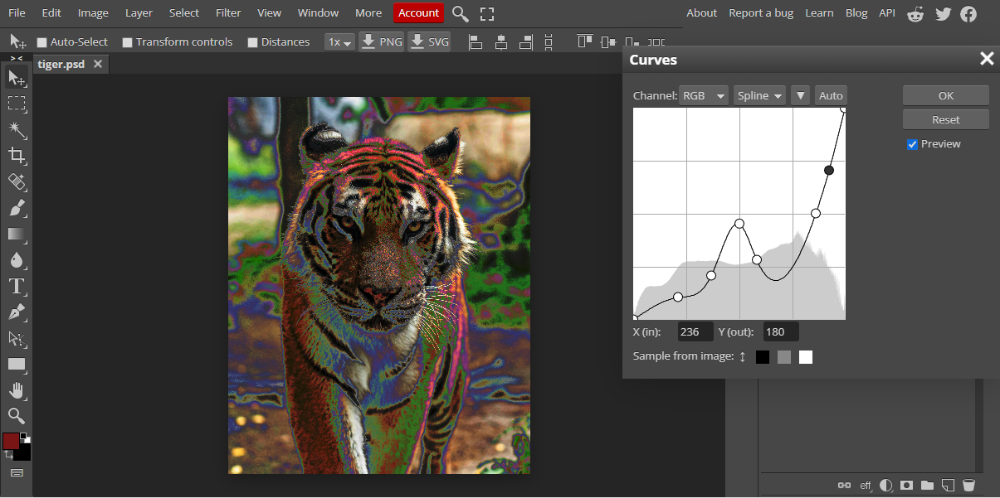 File Edit Image Layer Select Filter View Window More Account About Report a bug Learn Blog API
Auto-Select Transform controls Distances 1x PNG SVG
> < tiger.psd
Curves
Channel: RGB Spline ▼ Auto OK
Reset
Preview
X (in): 236 Y (out): 180
Sample from image:
T
eff